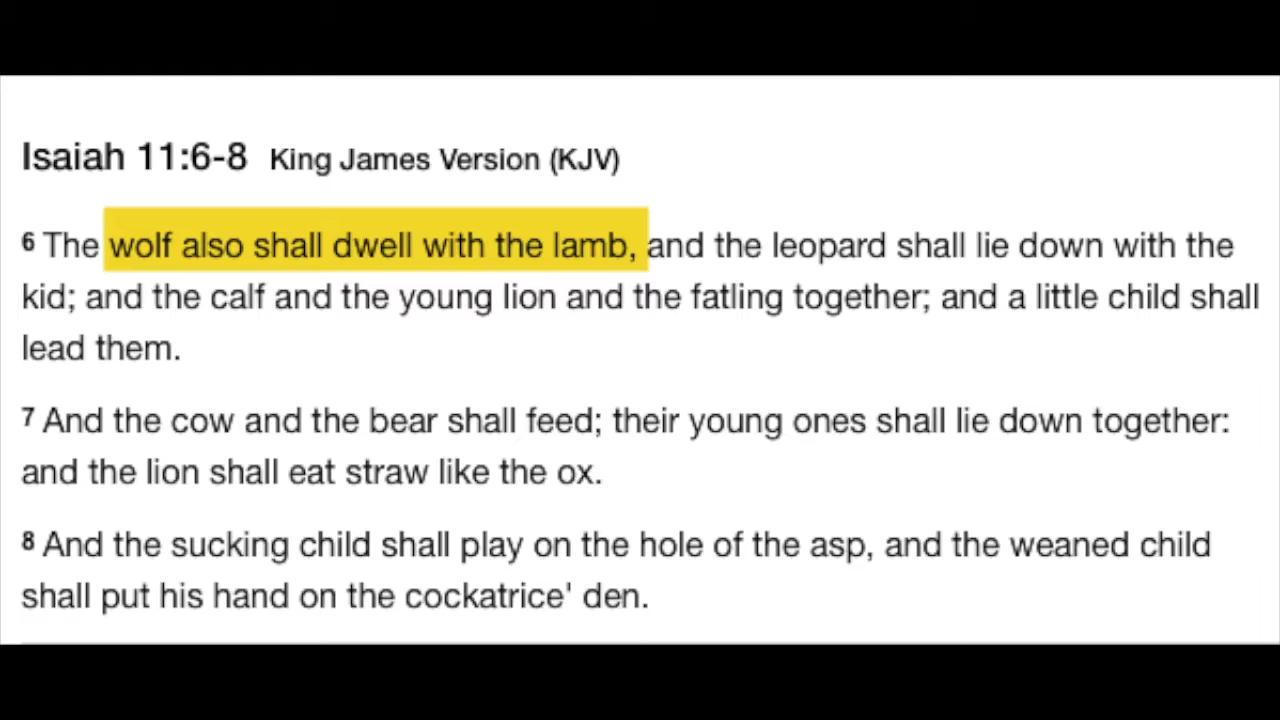 Isaiah 11:6-8 King James Version (KJV)
6 The wolf also shall dwell with the lamb, and the leopard shall lie down with the
kid; and the calf and the young lion and the fatling together; and a little child shall
lead them.
7 And the cow and the bear shall feed; their young ones shall lie down together:
and the lion shall eat straw like the ox.
8 And the sucking child shall play on the hole of the asp, and the weaned child
shall put his hand on the cockatrice' den.